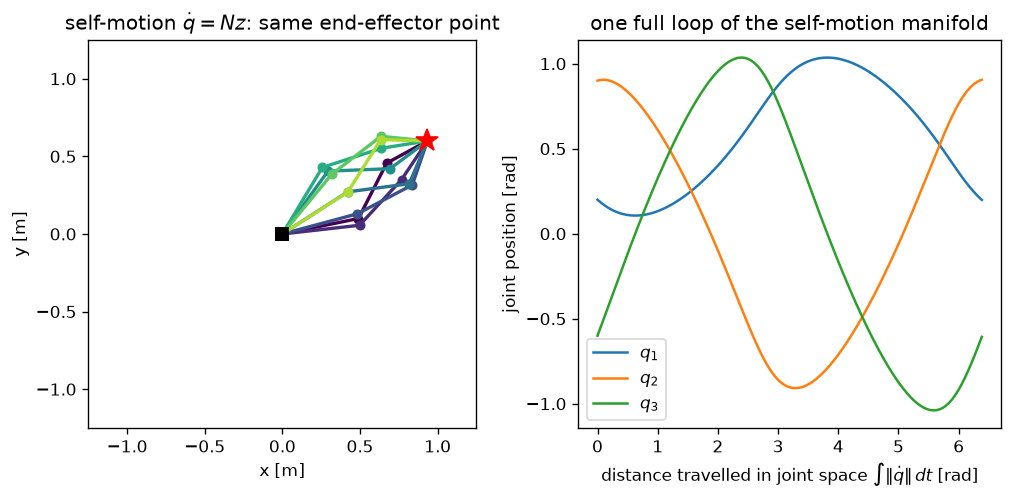 self-motion q̇ = Nz: same end-effector point
1.0
0.5
0.0
−0.5
−1.0
y [m]
−1.0 −0.5 0.0 0.5 1.0
x [m]
one full loop of the self-motion manifold
1.0
0.5
0.0
−0.5
−1.0
joint position [rad]
q₁
q₂
q₃
0 1 2 3 4 5 6
distance travelled in joint space ∫‖q̇‖ dt [rad]